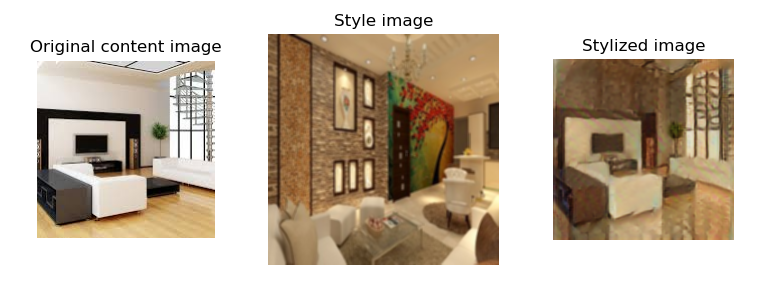 Original content image
Style image
Stylized image